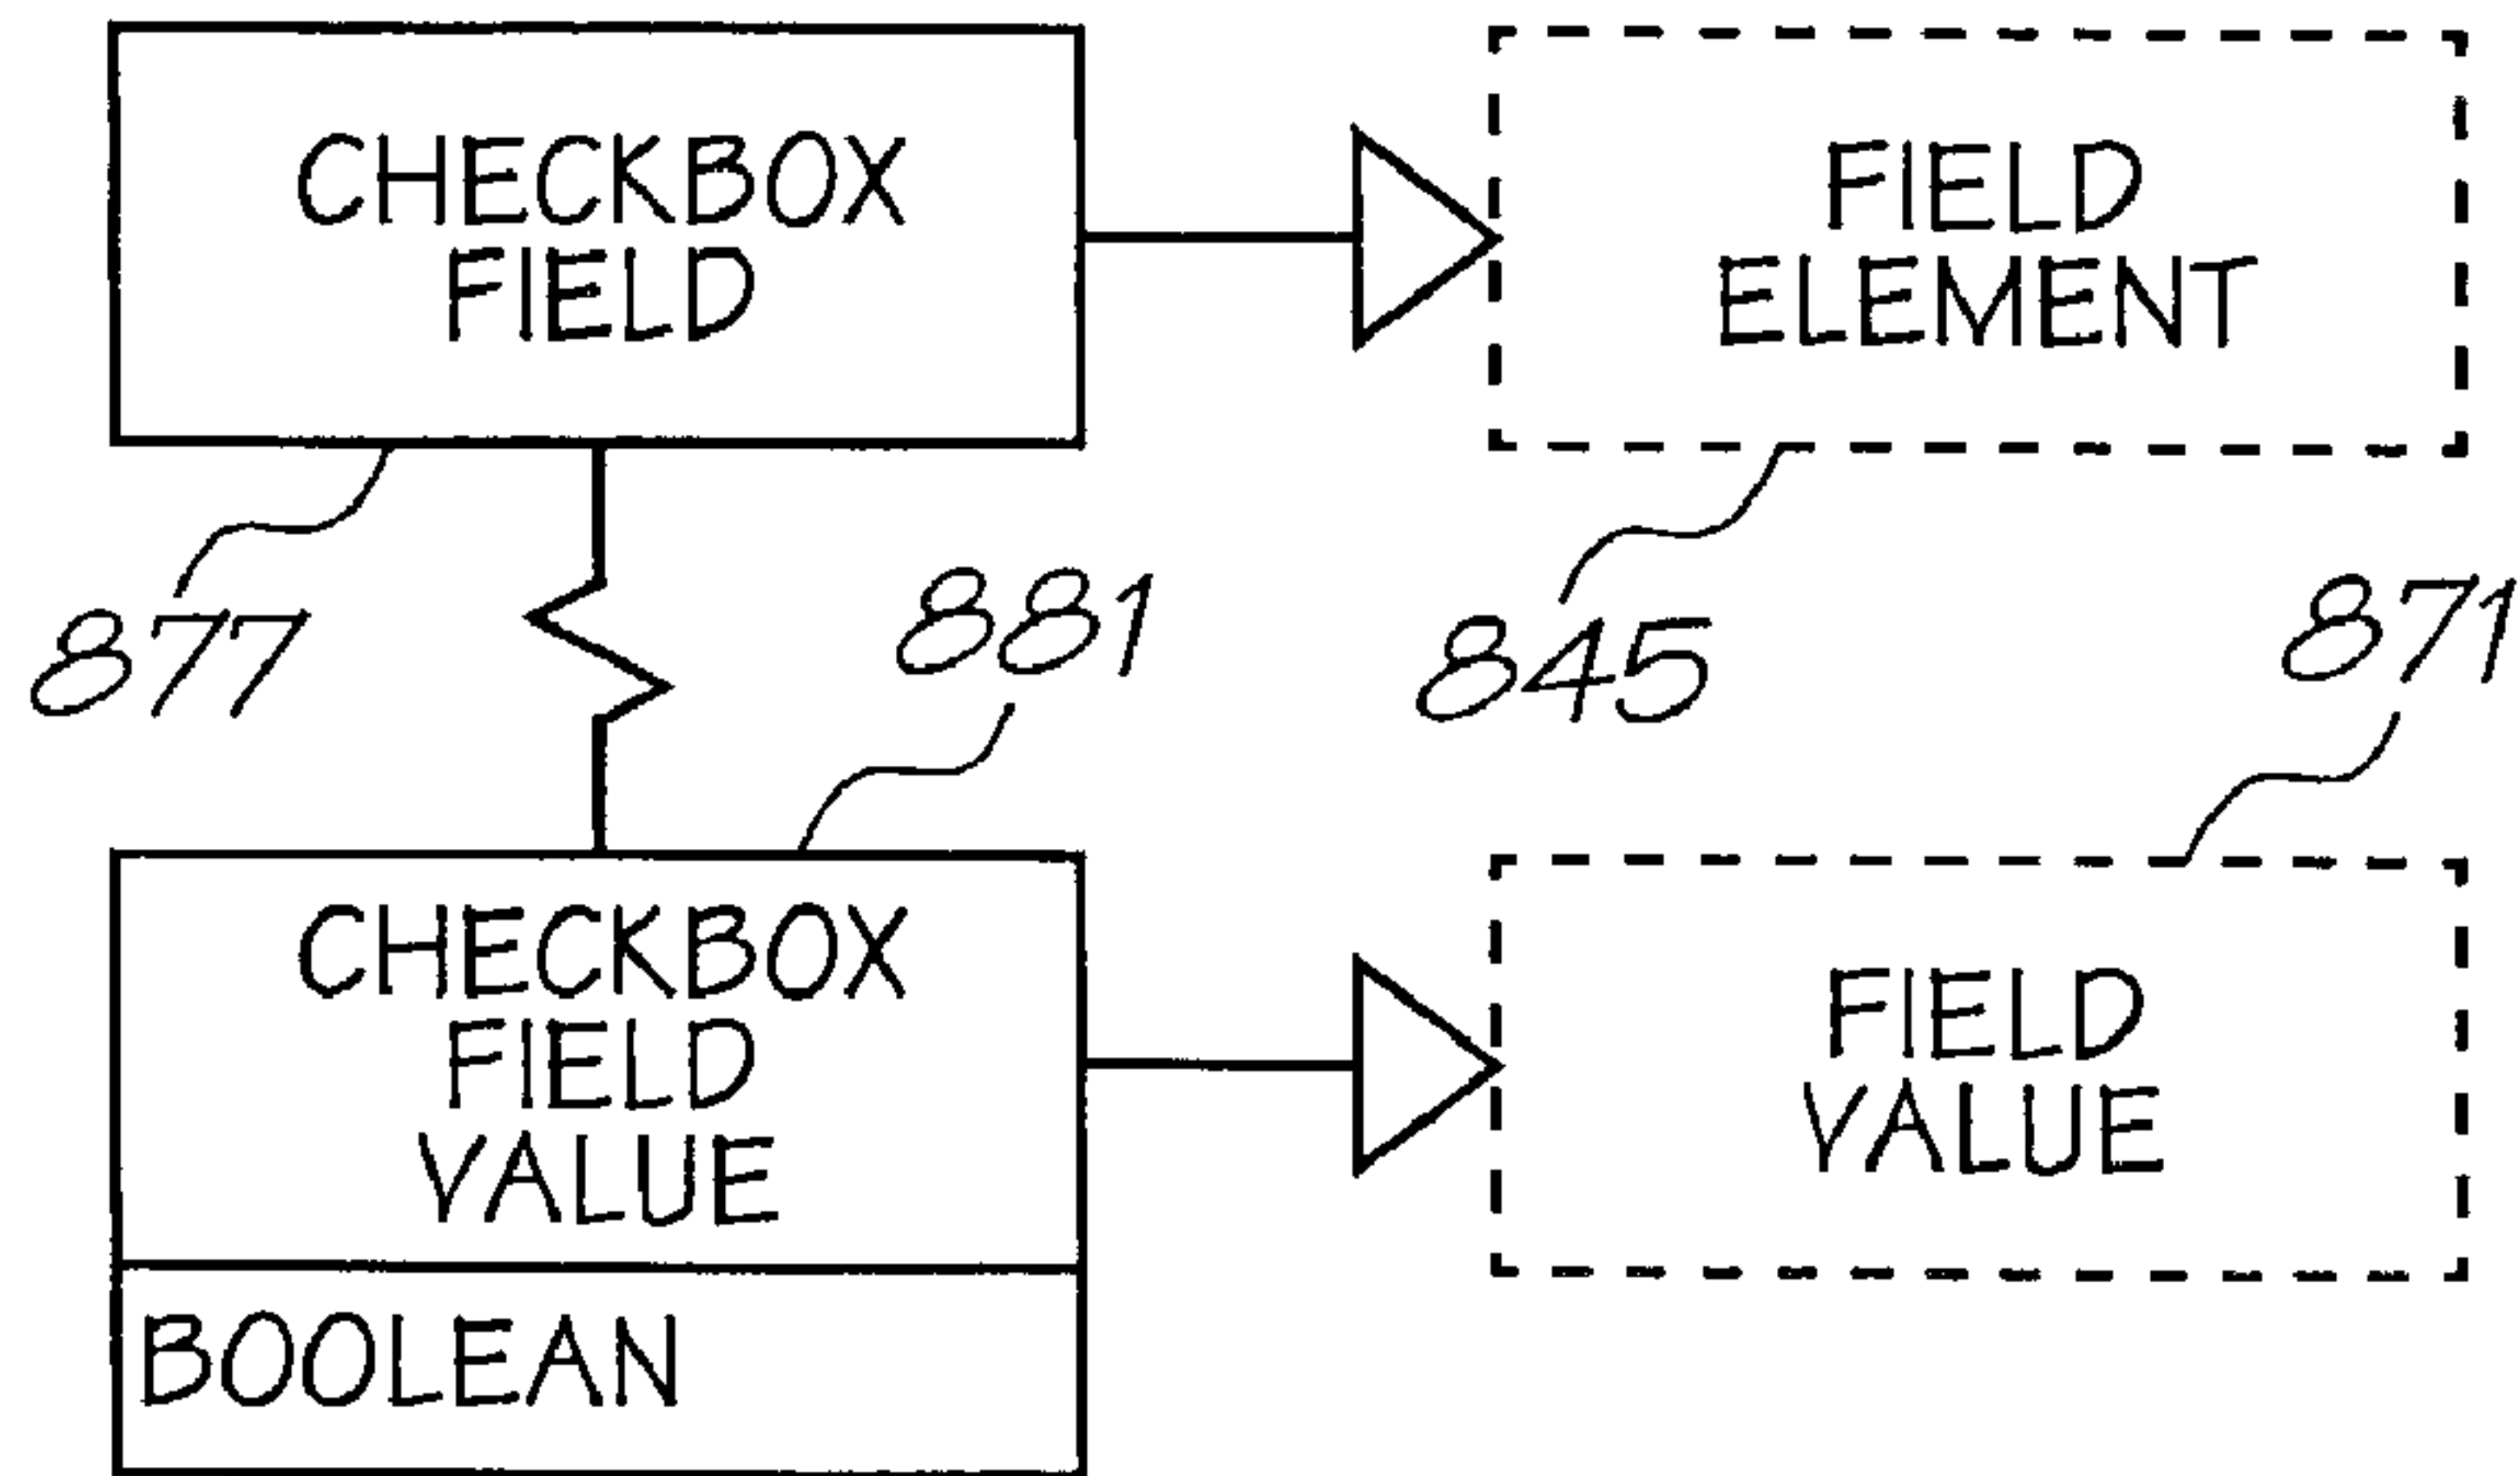 CHECKBOX
FIELD
FIELD
ELEMENT
877
881
845
871
CHECKBOX
FIELD
VALUE
FIELD
VALUE
BOOLEAN